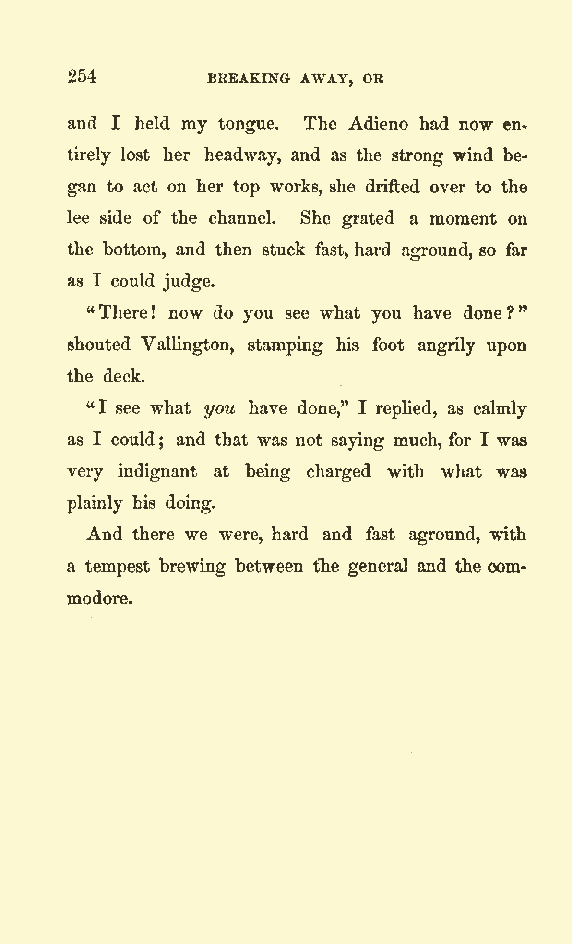 254 BREAKING AWAY, OR
and I held my tongue. The Adieno had now en-
tirely lost her headway, and as the strong wind be-
gan to act on her top works, she drifted over to the
lee side of the channel. She grated a moment on
the bottom, and then stuck fast, hard aground, so far
as I could judge.
"There! now do you see what you have done?"
shouted Vallington, stamping his foot angrily upon
the deck.
"I see what you have done," I replied, as calmly
as I could; and that was not saying much, for I was
very indignant at being charged with what was
plainly his doing.
And there we were, hard and fast aground, with
a tempest brewing between the general and the com-
modore.